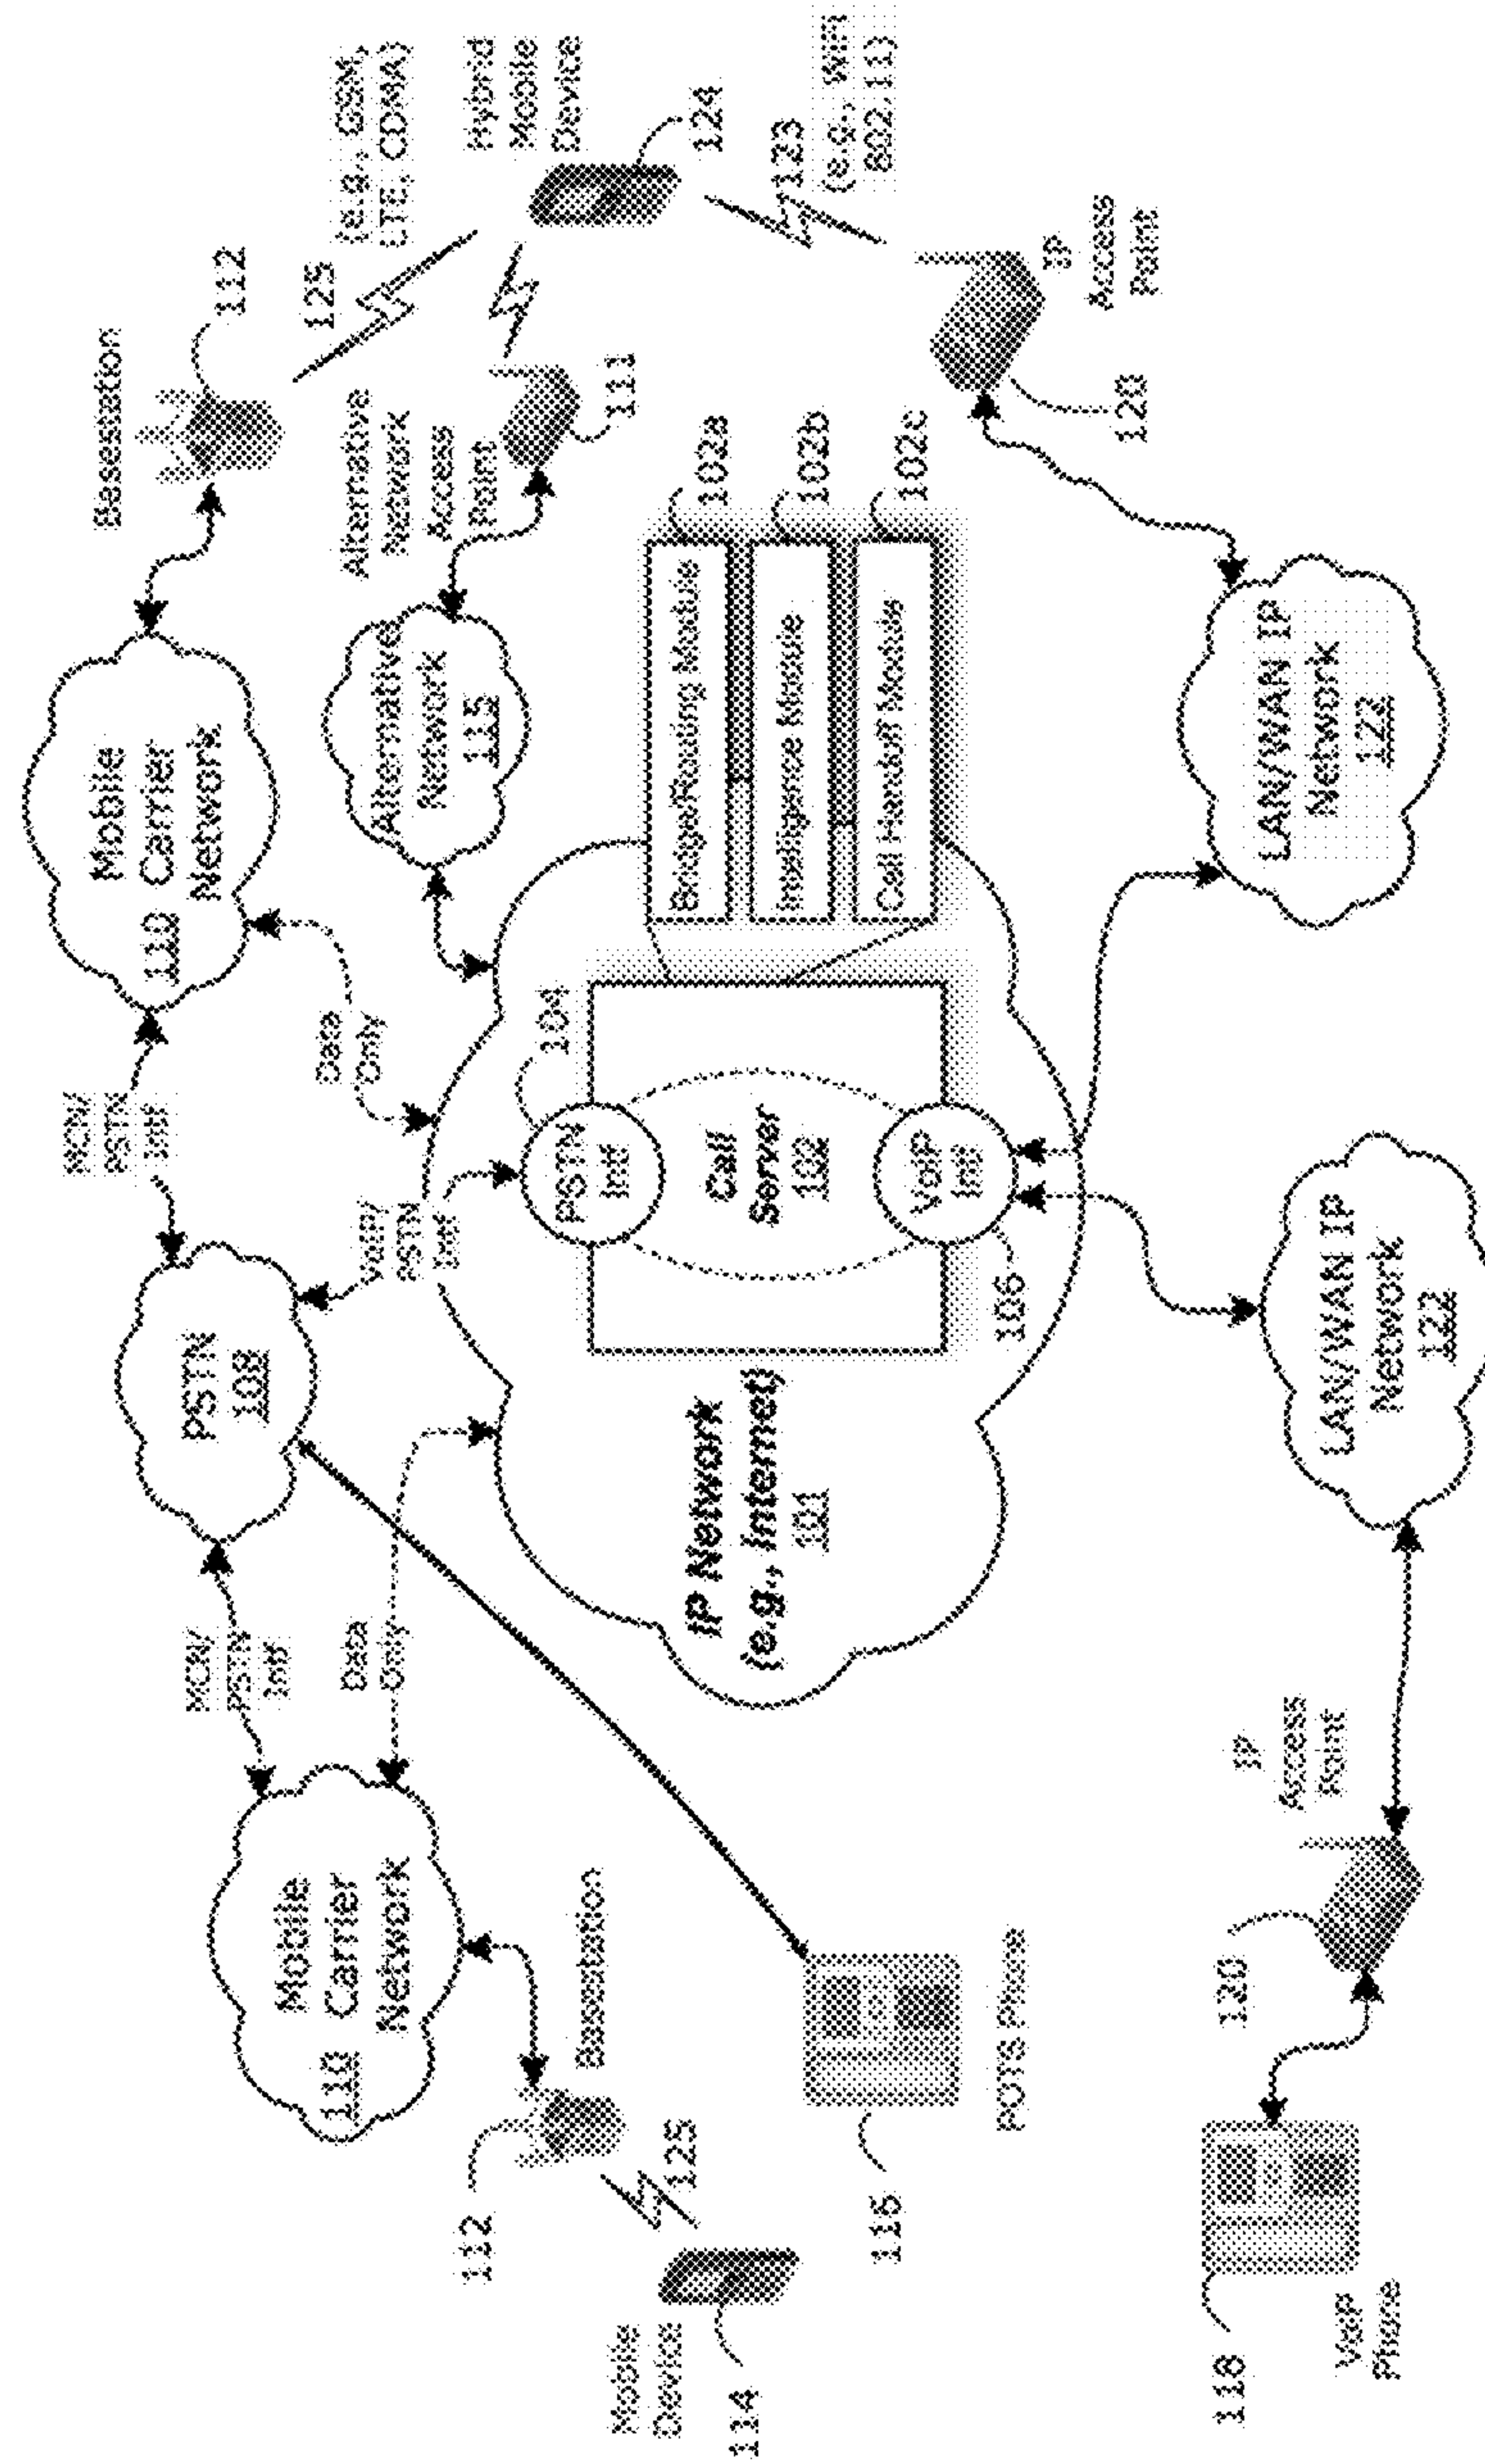 Mobile
Device
114
112
125
Basestation
110
Mobile
Carrier
Network
MCN/
PSTN
Intf
Data
Only
PSTN
108
MCN/
PSTN
Intf
VoIP/
PSTN
Intf
Data
Only
110
Mobile
Carrier
Network
Basestation
112
125
(e.g., GSM,
LTE, CDMA)
Alternative
Network
115
Alternative
Network
Access
Point
111
Hybrid
Mobile
Device
124
123
(e.g., WiFi
802.11)
IP Network
(e.g., Internet)
101
PSTN
Intf
104
Call
Server
102
VoIP
Intf
106
Bridge/Routing Module
102a
Intelligence Module
102b
Call Handoff Module
102c
116
POTS Phone
118
VoIP
Phone
120
IP
Access
Point
LAN/WAN IP
Network
122
LAN/WAN IP
Network
122
120
IP
Access
Point